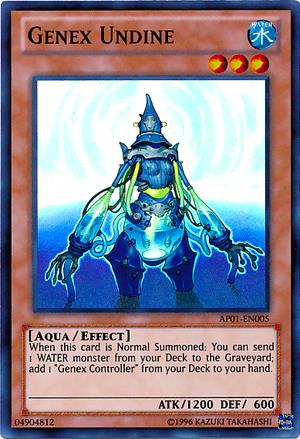 Genex Undine
WATER
水
AP01-EN005
[Aqua/Effect]
When this card is Normal Summoned: You can send
1 WATER monster from your Deck to the Graveyard;
add 1 "Genex Controller" from your Deck to your hand.
ATK/1200 DEF/ 600
04904812
©1996 KAZUKI TAKAHASHI